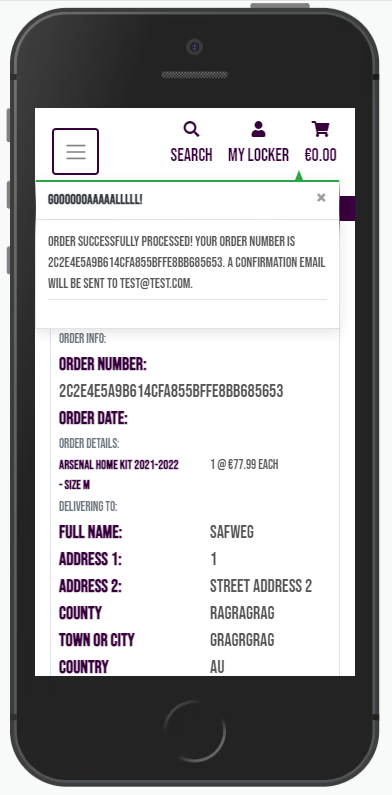 SEARCH MY LOCKER €0.00
GOOOOOOAAAAALLLLL! ×
ORDER SUCCESSFULLY PROCESSED! YOUR ORDER NUMBER IS
2C2E4E5A9B614CFA855BFFE8BB685653. A CONFIRMATION EMAIL
WILL BE SENT TO TEST@TEST.COM.
ORDER INFO:
ORDER NUMBER:
2C2E4E5A9B614CFA855BFFE8BB685653
ORDER DATE:
ORDER DETAILS:
ARSENAL HOME KIT 2021-2022 1 @ €77.99 EACH
- SIZE M
DELIVERING TO:
FULL NAME: SAFWEG
ADDRESS 1: 1
ADDRESS 2: STREET ADDRESS 2
COUNTY RAGRAGRAG
TOWN OR CITY GRAGRGRAG
COUNTRY AU